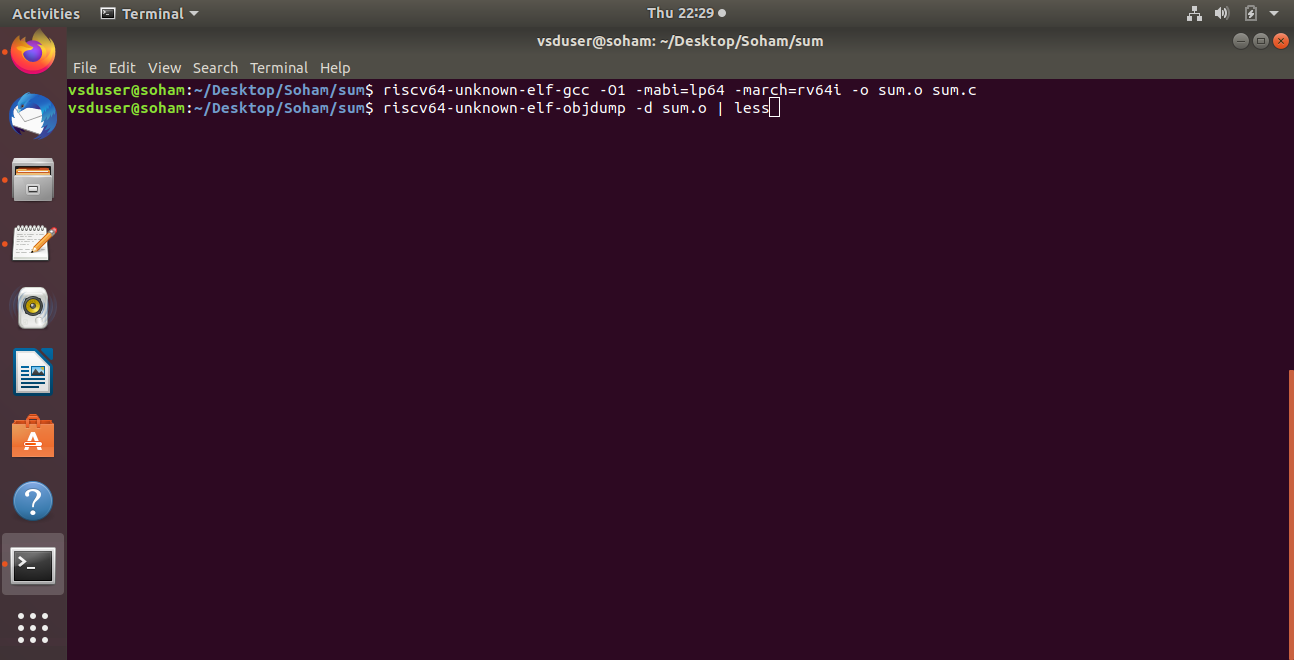 Activities Terminal Thu 22:29
vsduser@soham: ~/Desktop/Soham/sum
File Edit View Search Terminal Help
vsduser@soham:~/Desktop/Soham/sum$ riscv64-unknown-elf-gcc -O1 -mabi=lp64 -march=rv64i -o sum.o sum.c
vsduser@soham:~/Desktop/Soham/sum$ riscv64-unknown-elf-objdump -d sum.o | less